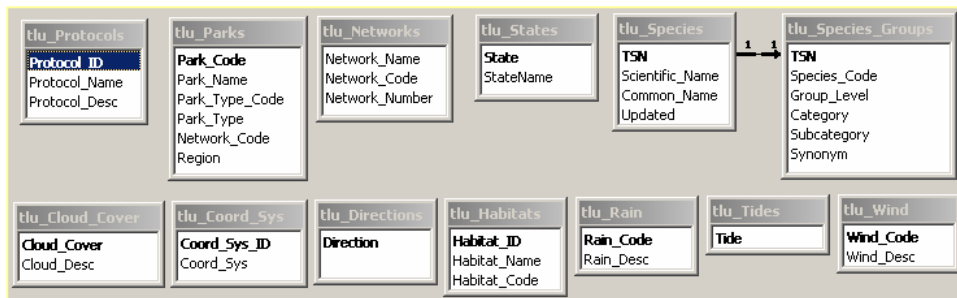 tlu_Protocols
Protocol_ID
Protocol_Name
Protocol_Desc
tlu_Parks
Park_Code
Park_Name
Park_Type_Code
Park_Type
Network_Code
Region
tlu_Networks
Network_Name
Network_Code
Network_Number
tlu_States
State
StateName
tlu_Species
TSN
Scientific_Name
Common_Name
Updated
1 1
tlu_Species_Groups
TSN
Species_Code
Group_Level
Category
Subcategory
Synonym
tlu_Cloud_Cover
Cloud_Cover
Cloud_Desc
tlu_Coord_Sys
Coord_Sys_ID
Coord_Sys
tlu_Directions
Direction
tlu_Habitats
Habitat_ID
Habitat_Name
Habitat_Code
tlu_Rain
Rain_Code
Rain_Desc
tlu_Tides
Tide
tlu_Wind
Wind_Code
Wind_Desc